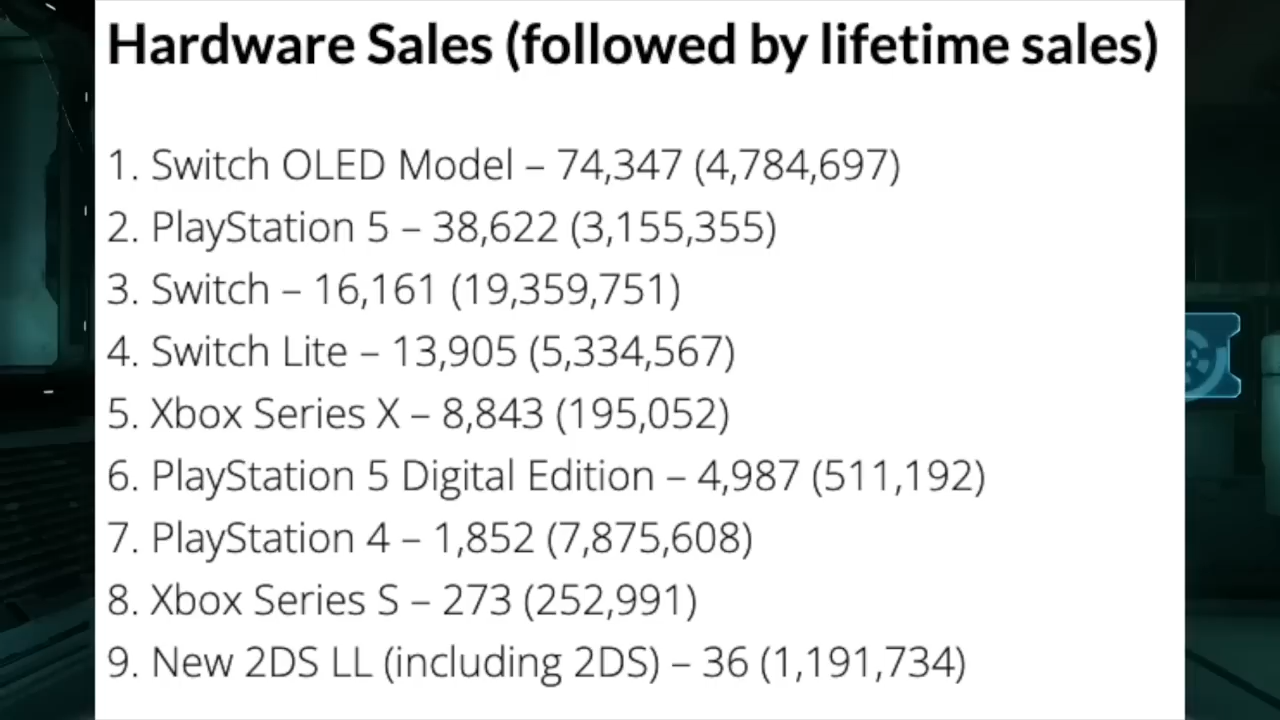 Hardware Sales (followed by lifetime sales)
1. Switch OLED Model – 74,347 (4,784,697)
2. PlayStation 5 – 38,622 (3,155,355)
3. Switch – 16,161 (19,359,751)
4. Switch Lite – 13,905 (5,334,567)
5. Xbox Series X – 8,843 (195,052)
6. PlayStation 5 Digital Edition – 4,987 (511,192)
7. PlayStation 4 – 1,852 (7,875,608)
8. Xbox Series S – 273 (252,991)
9. New 2DS LL (including 2DS) – 36 (1,191,734)